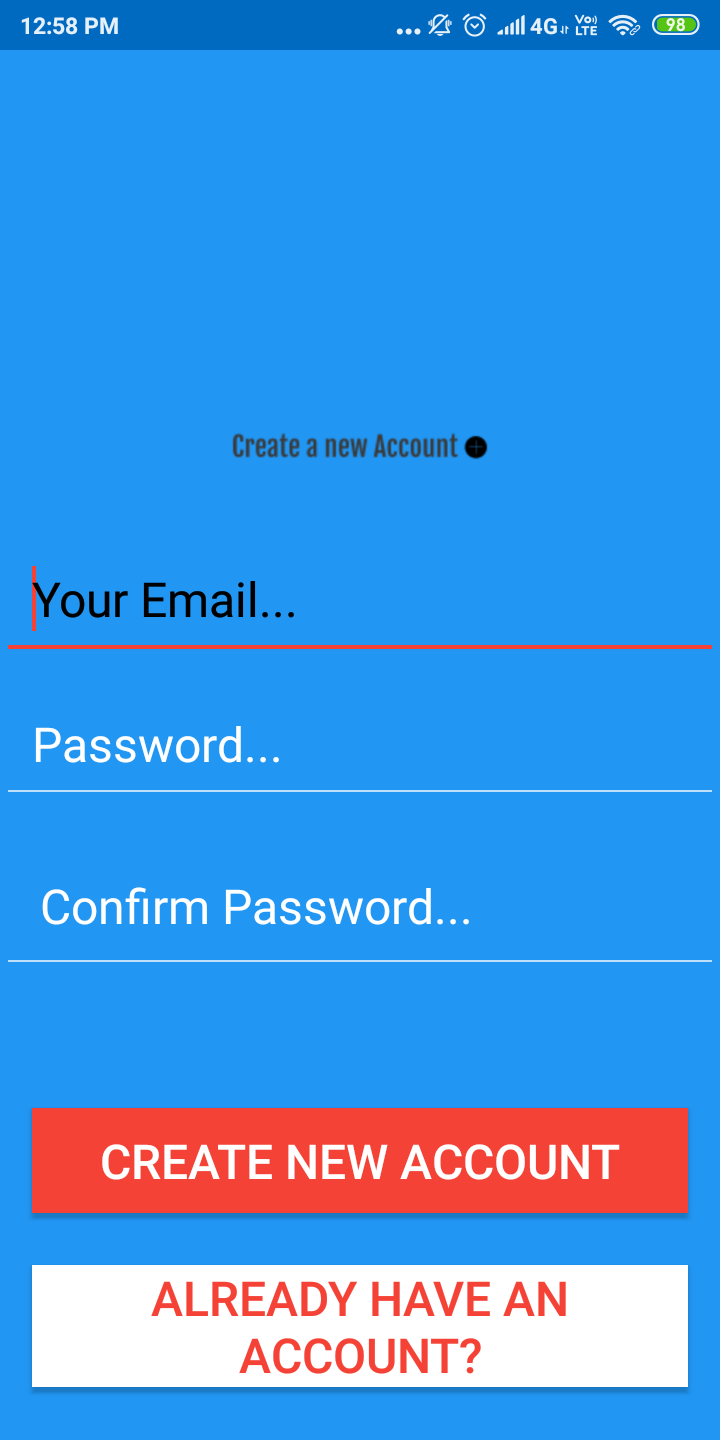 12:58 PM ... 4G Vo) LTE 98
Create a new Account
Your Email...
Password...
Confirm Password...
CREATE NEW ACCOUNT
ALREADY HAVE AN
ACCOUNT?